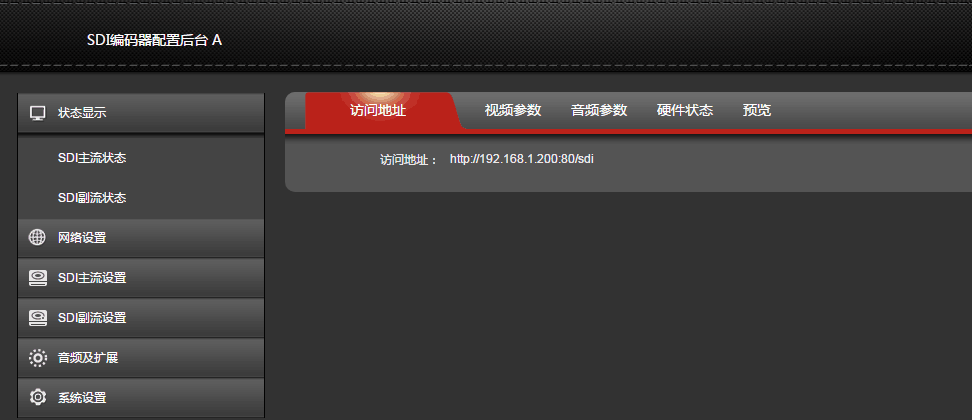 SDI编码器配置后台 A
状态显示
SDI主流状态
SDI副流状态
网络设置
SDI主流设置
SDI副流设置
音频及扩展
系统设置
访问地址 视频参数 音频参数 硬件状态 预览
访问地址： http://192.168.1.200:80/sdi